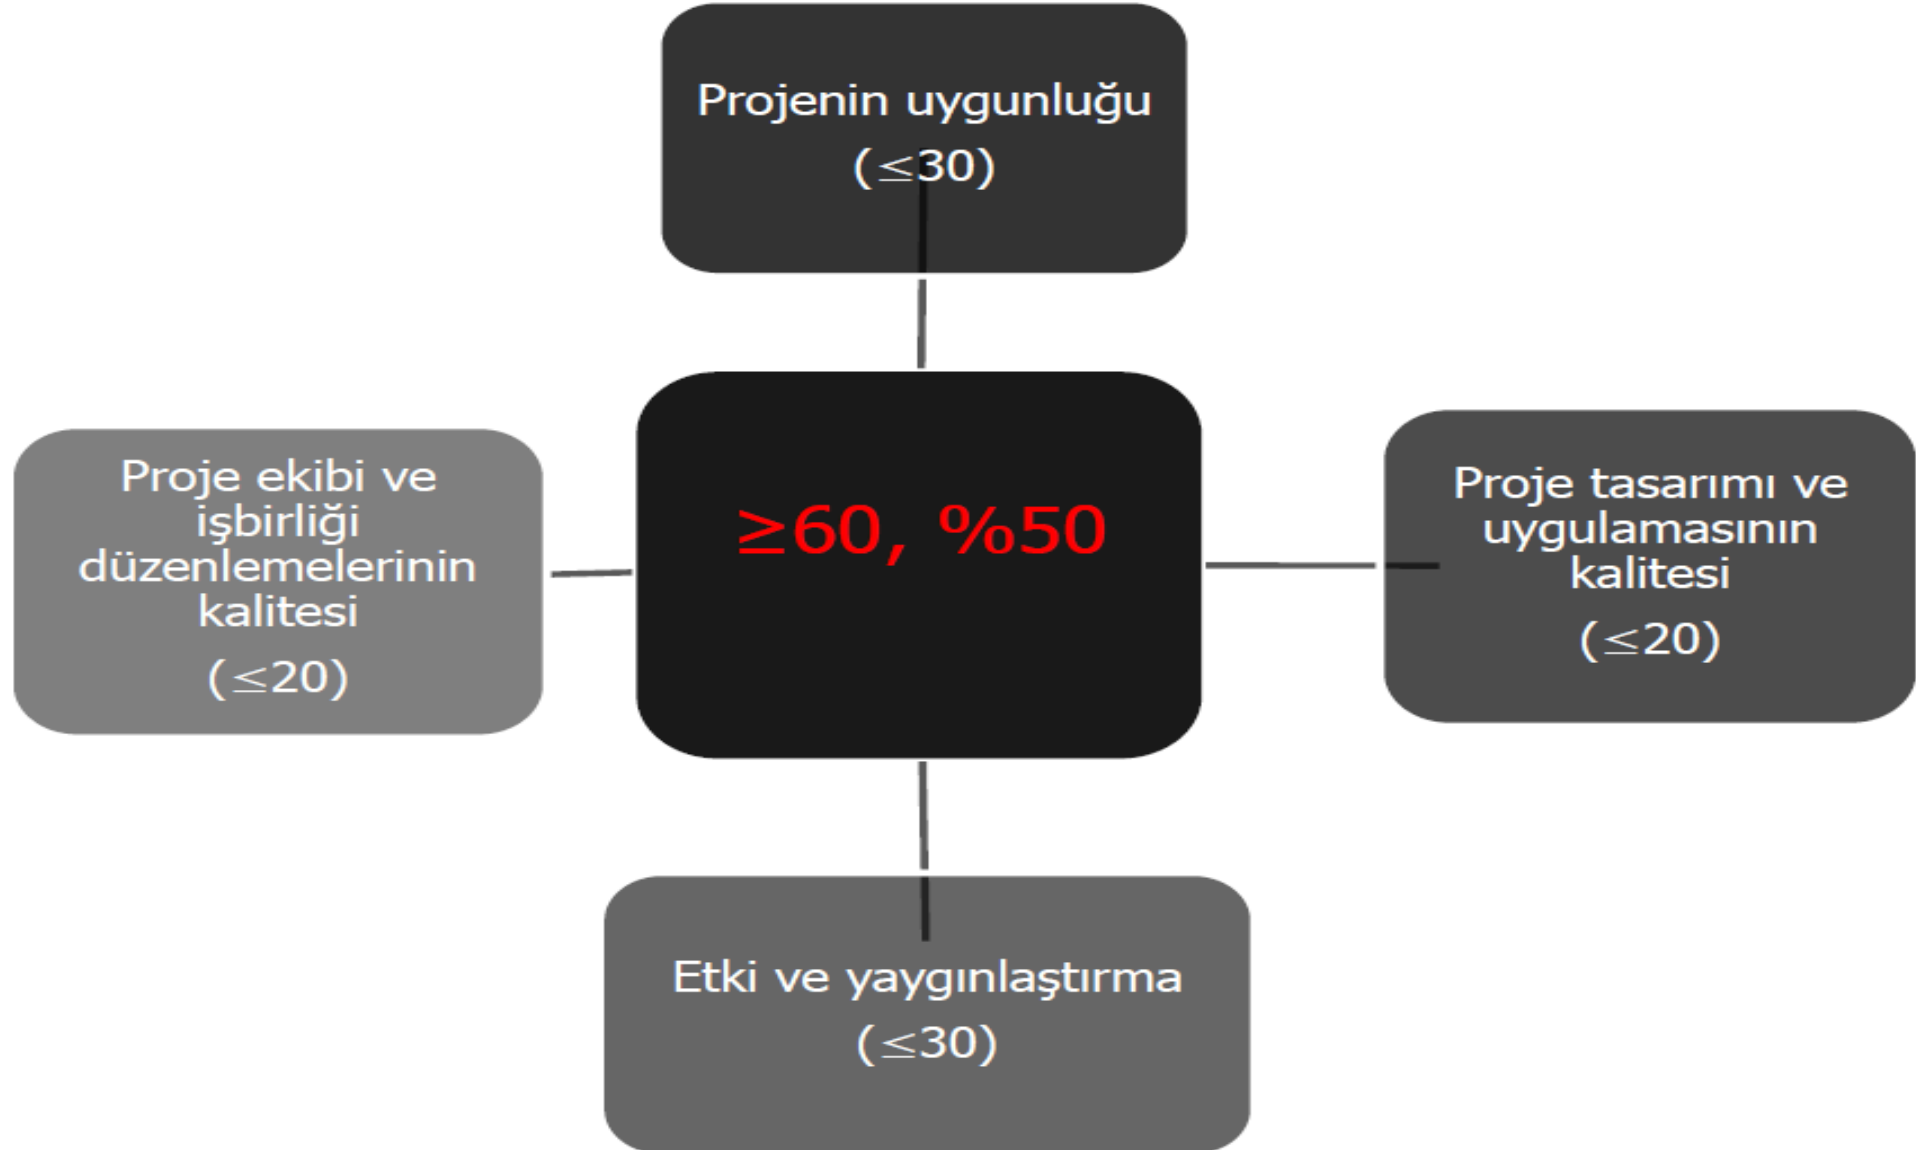 Projenin uygunluğu
(≤30)
Proje ekibi ve
işbirliği
düzenlemelerinin
kalitesi
(≤20)
≥60, %50
Proje tasarımı ve
uygulamasının
kalitesi
(≤20)
Etki ve yaygınlaştırma
(≤30)